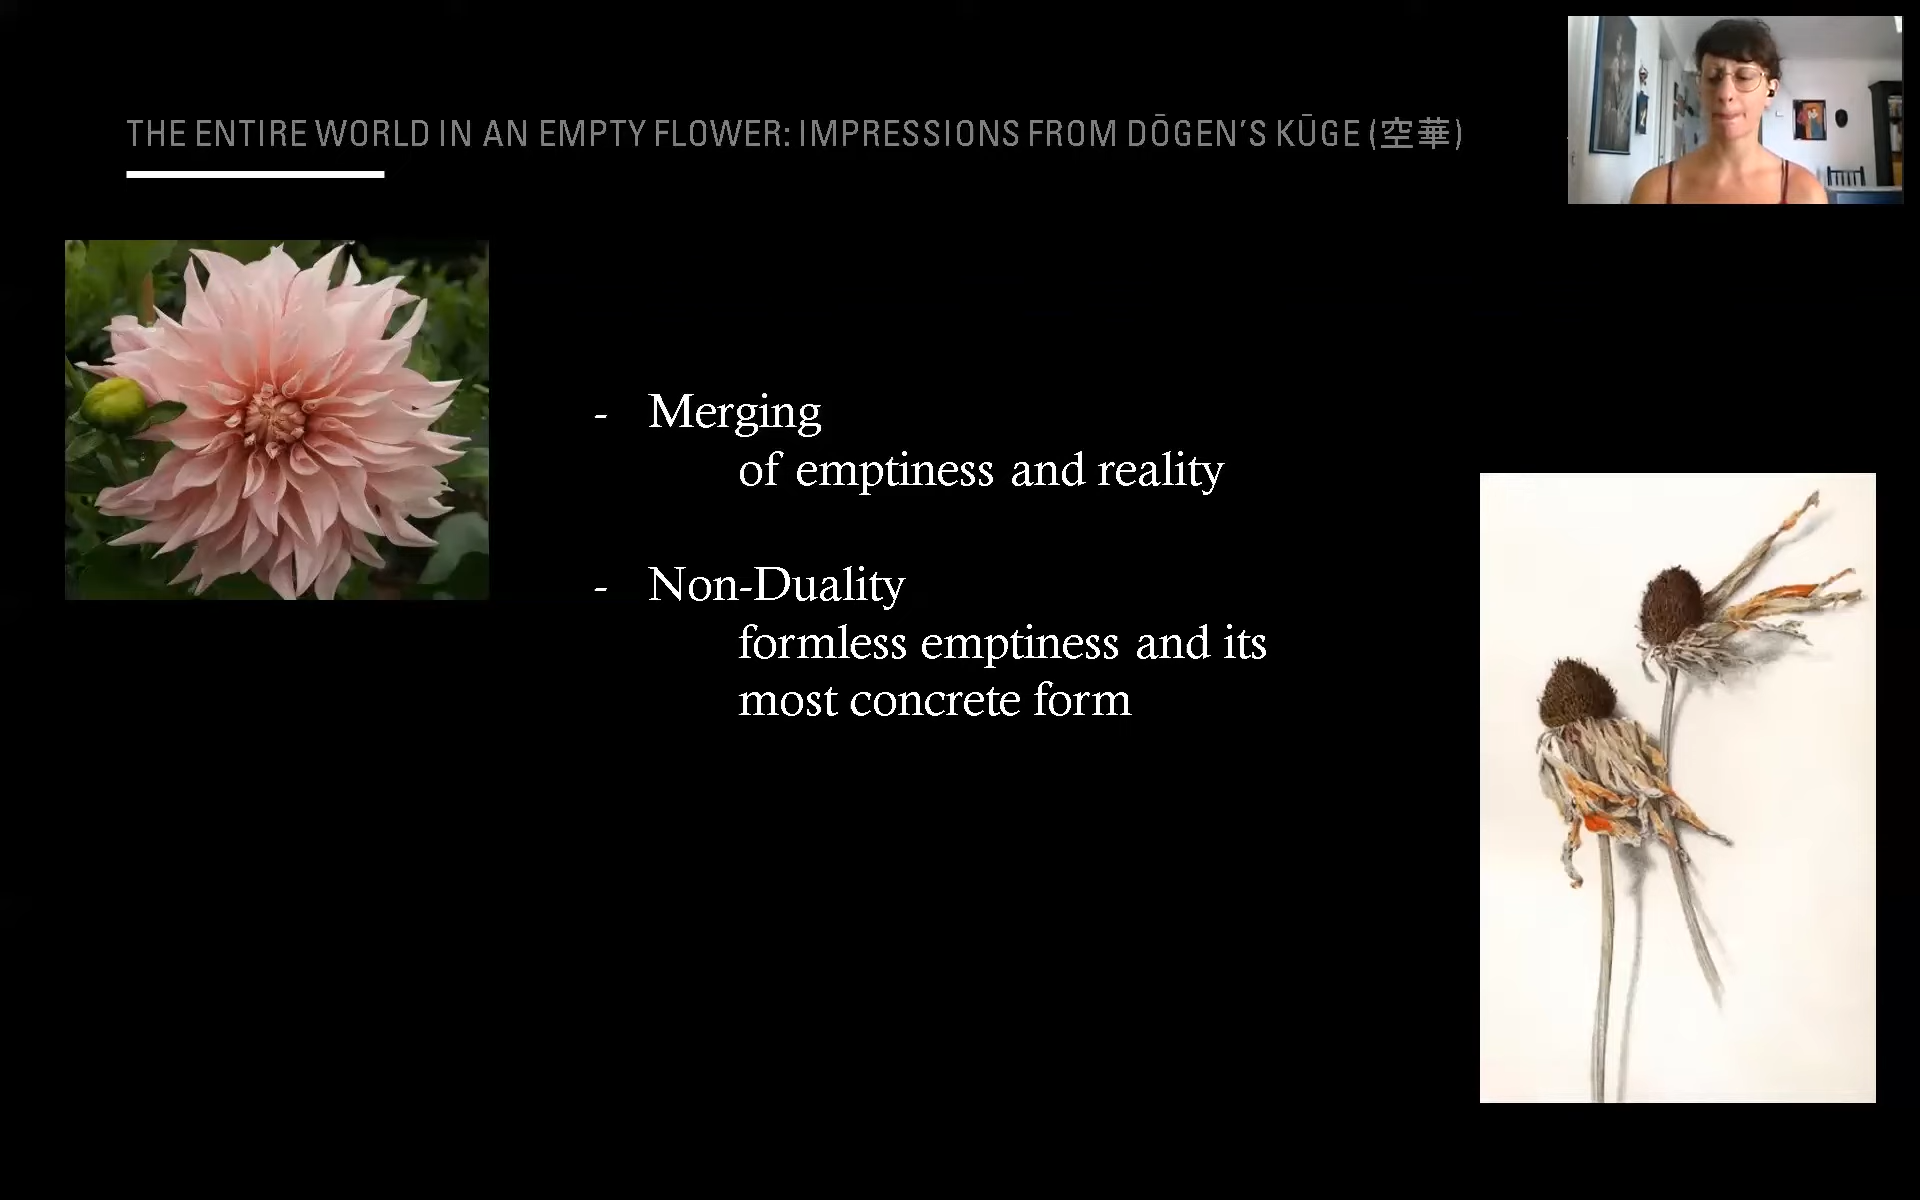 THE ENTIRE WORLD IN AN EMPTY FLOWER: IMPRESSIONS FROM DŌGEN'S KŪGE (空華)
- Merging
of emptiness and reality
- Non-Duality
formless emptiness and its
most concrete form